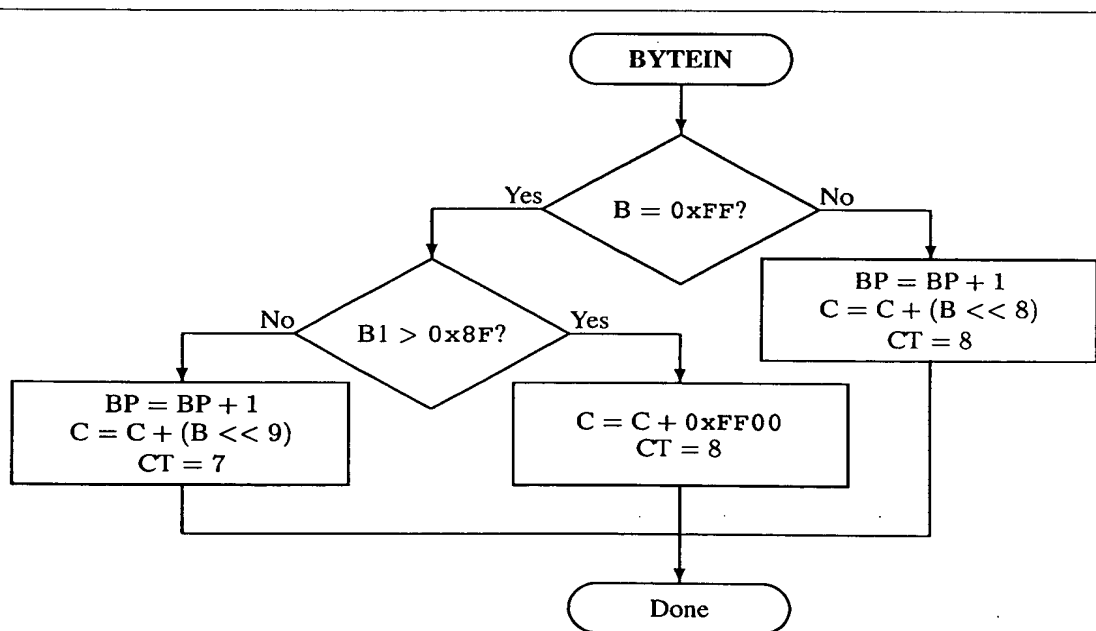 BYTEIN
Yes
B = 0xFF?
No
BP = BP + 1
C = C + (B << 8)
CT = 8
No
B1 > 0x8F?
Yes
BP = BP + 1
C = C + (B << 9)
CT = 7
C = C + 0xFF00
CT = 8
Done